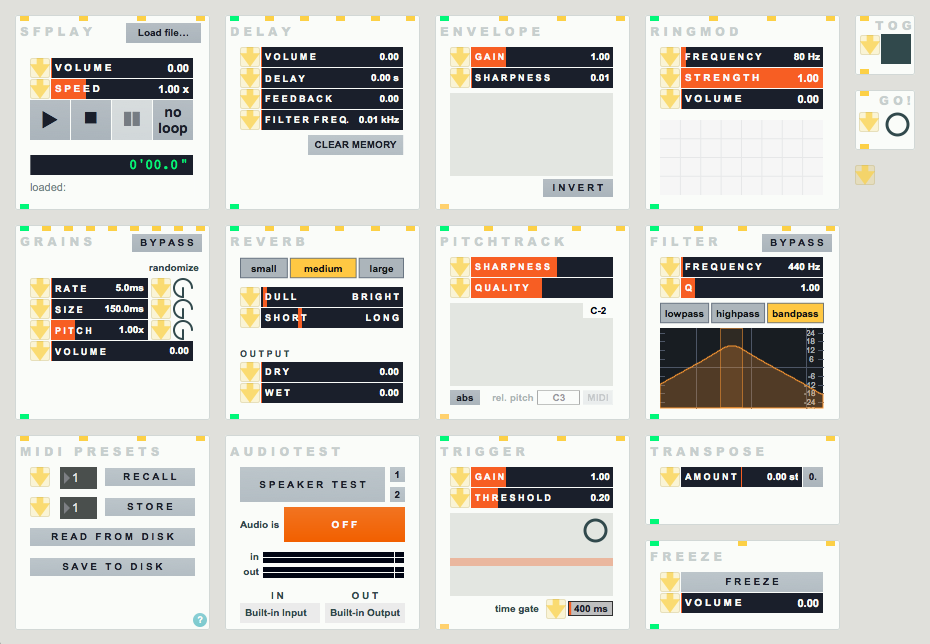 SFPLAY
Load file...
VOLUME 0.00
SPEED 1.00 x
no
loop
0'00.0"
loaded:
DELAY
VOLUME 0.00
DELAY 0.00 s
FEEDBACK 0.00
FILTER FREQ. 0.01 kHz
CLEAR MEMORY
ENVELOPE
GAIN 1.00
SHARPNESS 0.01
INVERT
RINGMOD
FREQUENCY 80 Hz
STRENGTH 1.00
VOLUME 0.00
TOG
GO!
GRAINS
BYPASS
randomize
RATE 5.0ms
SIZE 150.0ms
PITCH 1.00x
VOLUME 0.00
REVERB
small medium large
DULL BRIGHT
SHORT LONG
OUTPUT
DRY 0.00
WET 0.00
PITCHTRACK
SHARPNESS
QUALITY
C-2
abs rel. pitch C3 MIDI
FILTER
BYPASS
FREQUENCY 440 Hz
Q 1.00
lowpass highpass bandpass
24
18
12
6
-6
-12
-18
-24
MIDI PRESETS
1 RECALL
1 STORE
READ FROM DISK
SAVE TO DISK
?
AUDIOTEST
SPEAKER TEST
1
2
Audio is OFF
in
out
IN OUT
Built-in Input Built-in Output
TRIGGER
GAIN 1.00
THRESHOLD 0.20
time gate 400 ms
TRANSPOSE
AMOUNT 0.00 st 0.
FREEZE
FREEZE
VOLUME 0.00